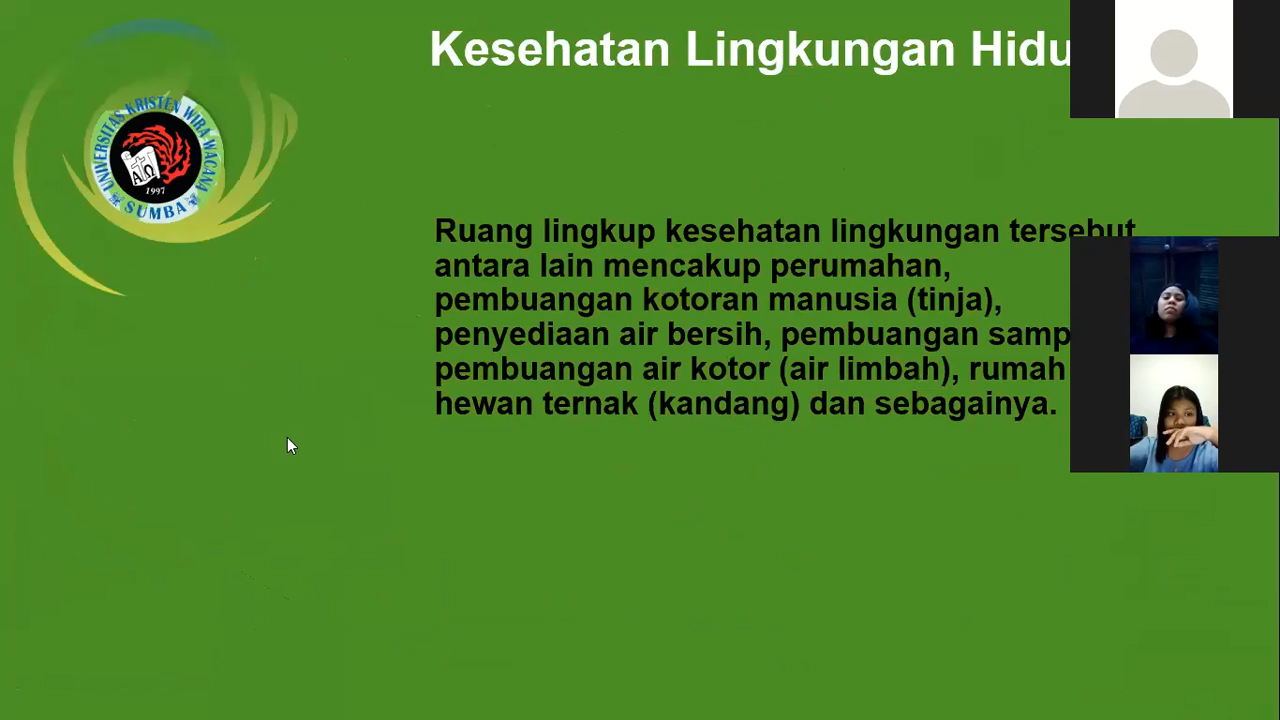 Kesehatan Lingkungan Hidu
UNIVERSITAS KRISTEN WIRA WACANA
ΑΩ
1997
SUMBA
Ruang lingkup kesehatan lingkungan tersebut
antara lain mencakup perumahan,
pembuangan kotoran manusia (tinja),
penyediaan air bersih, pembuangan samp
pembuangan air kotor (air limbah), rumah
hewan ternak (kandang) dan sebagainya.